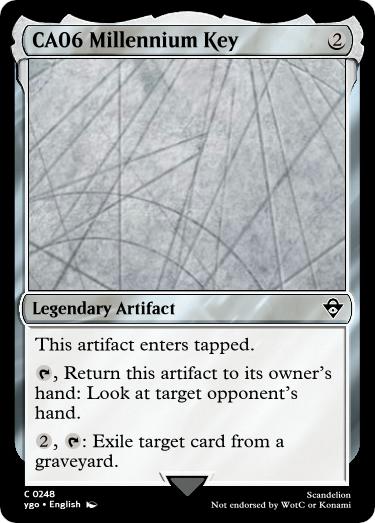 CA06 Millennium Key 2
Legendary Artifact
This artifact enters tapped.
, Return this artifact to its owner's
hand: Look at target opponent's
hand.
2, : Exile target card from a
graveyard.
C 0248
Scandelion
ygo • English
Not endorsed by WotC or Konami